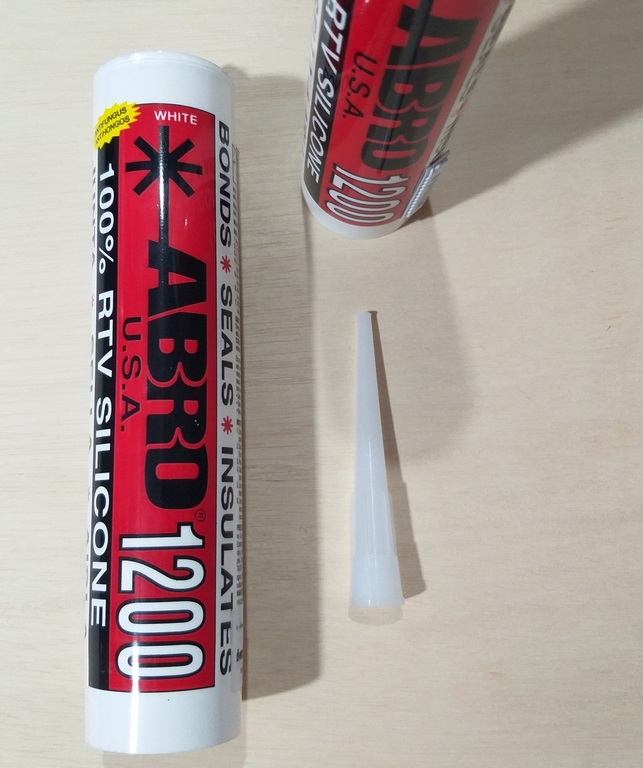 ANTIFUNGUS
ANTIHONGOS
WHITE
BONDS * SEALS * INSULATES
ABRO®
1200
U.S.A.
100% RTV SILICONE
ABRO
1200
U.S.A.
RTV SILICONE